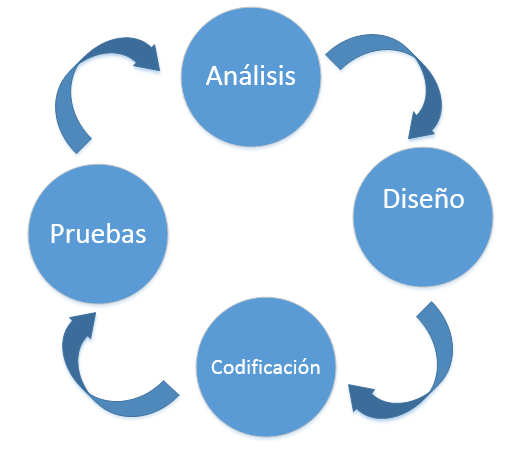 Análisis
Diseño
Codificación
Pruebas